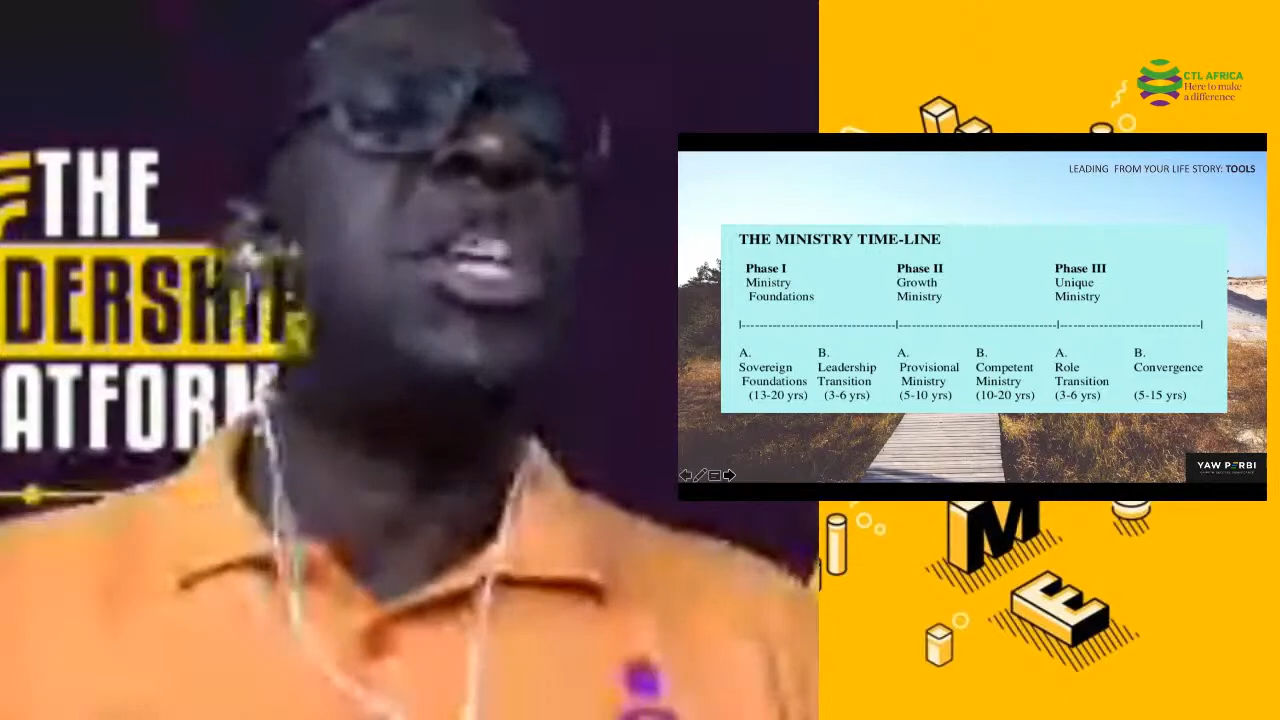 THE
DERSHIP
ATFORM
CTL AFRICA
Here to make
a difference
LEADING FROM YOUR LIFE STORY: TOOLS
THE MINISTRY TIME-LINE
Phase I Phase II Phase III
Ministry Growth Unique
Foundations Ministry Ministry
|---------------------------|---------------------------|-------------------------|
A. B. A. B. A. B.
Sovereign Leadership Provisional Competent Role Convergence
Foundations Transition Ministry Ministry Transition
(13-20 yrs) (3-6 yrs) (5-10 yrs) (10-20 yrs) (3-6 yrs) (5-15 yrs)
YAW PERBI
M
E